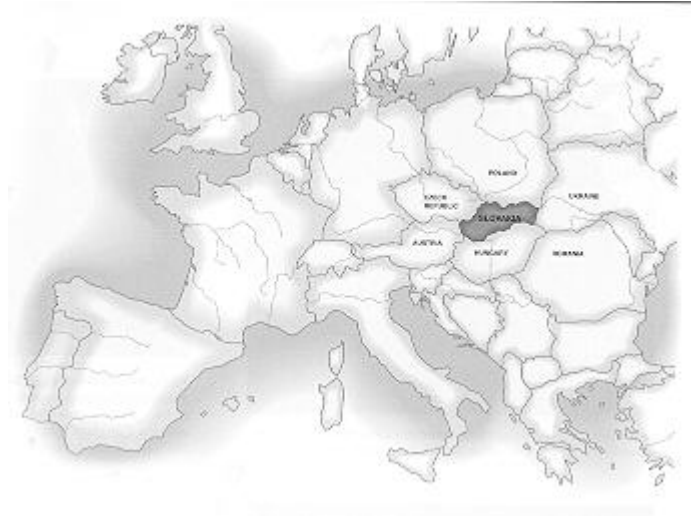 POLAND
CZECH
REPUBLIC
UKRAINE
SLOVAKIA
AUSTRIA
HUNGARY
ROMANIA